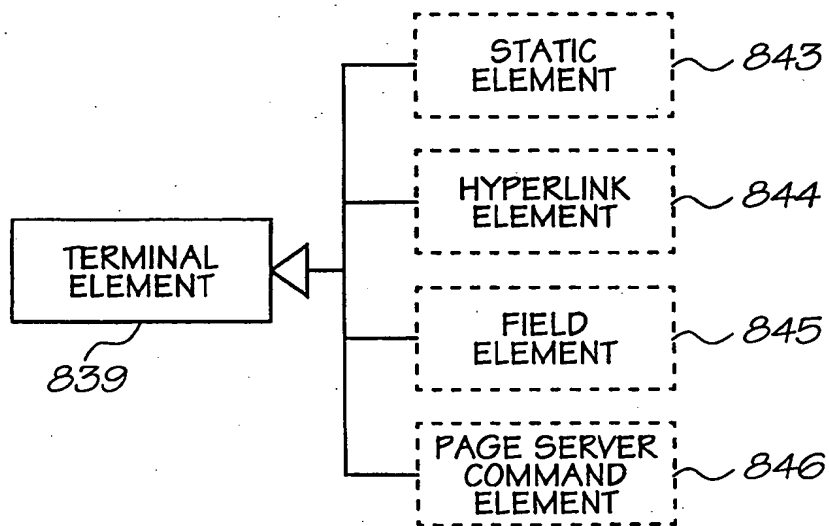 STATIC
ELEMENT
843
HYPERLINK
ELEMENT
844
TERMINAL
ELEMENT
839
FIELD
ELEMENT
845
PAGE SERVER
COMMAND
ELEMENT
846